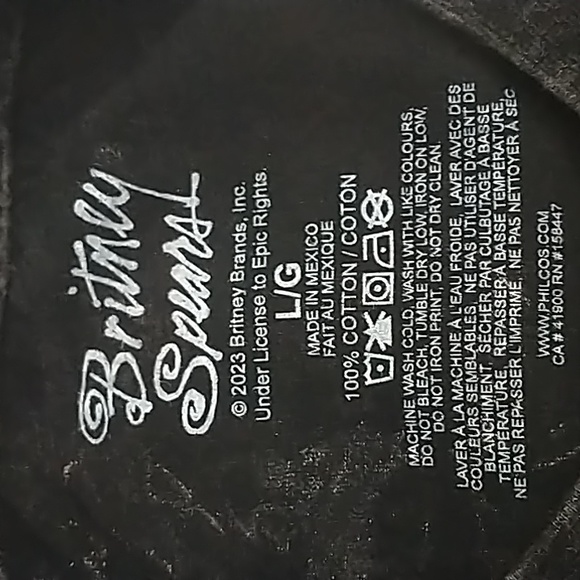 Britney
Spears
© 2023 Britney Brands, Inc.
Under License to Epic Rights.
L/G
MADE IN MEXICO
FAIT AU MEXIQUE
100% COTTON / COTON
MACHINE WASH COLD, WASH WITH LIKE COLOURS,
DO NOT BLEACH, TUMBLE DRY LOW, IRON ON LOW,
DO NOT IRON PRINT, DO NOT DRY CLEAN.
LAVER À LA MACHINE À L'EAU FROIDE, LAVER AVEC DES
COULEURS SEMBLABLES, NE PAS UTILISER D'AGENT DE
BLANCHIMENT, SÉCHER PAR CULBUTAGE À BASSE
TEMPÉRATURE, REPASSER À BASSE TEMPÉRATURE,
NE PAS REPASSER L'IMPRIMÉ, NE PAS NETTOYER À SEC.
WWW.PHILCOS.COM
CA # 41900 RN #158447